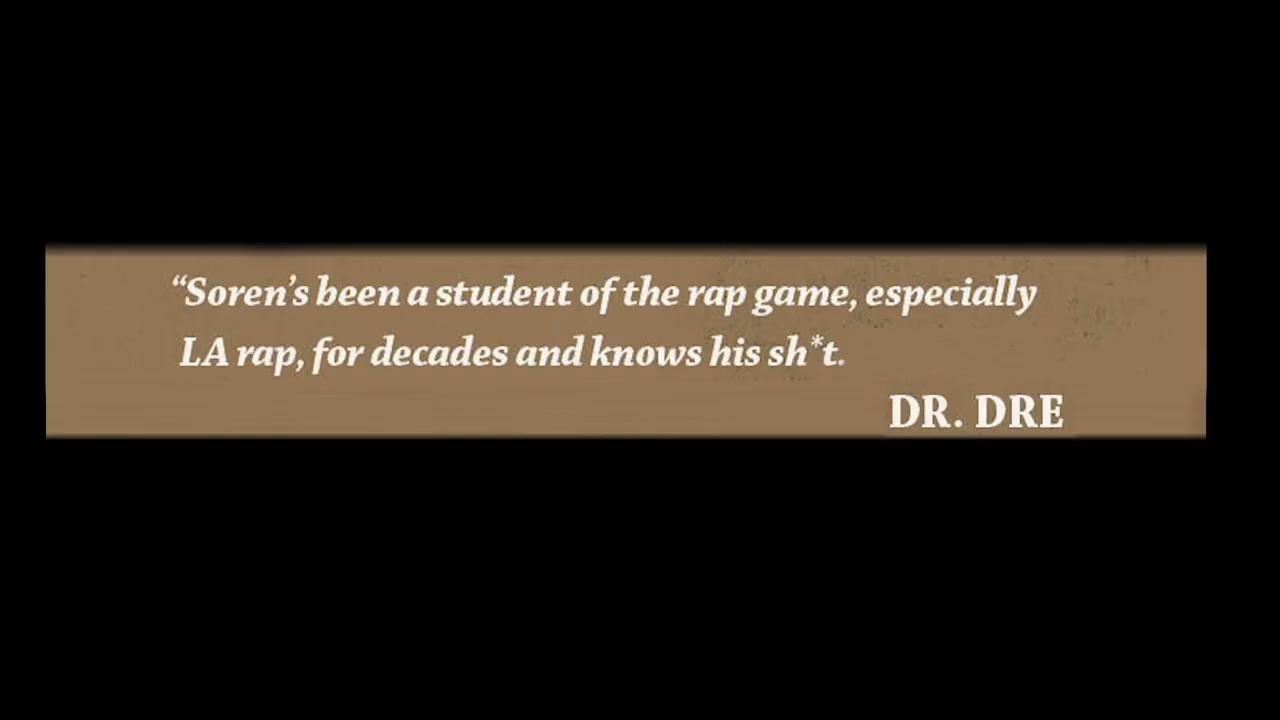 “Soren’s been a student of the rap game, especially
LA rap, for decades and knows his sh*t.
DR. DRE